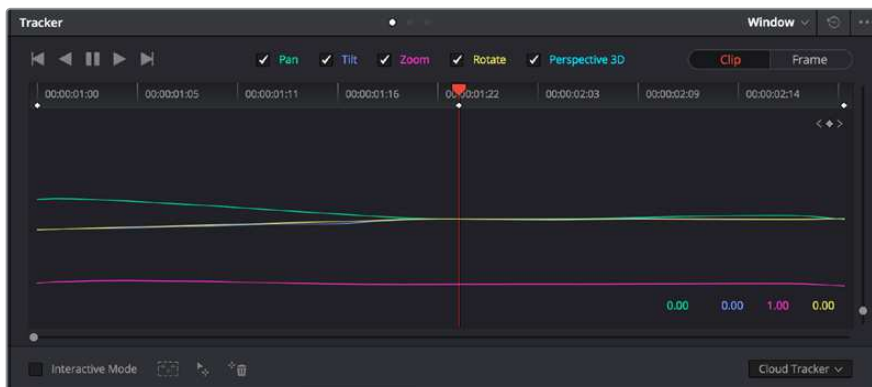 Tracker
Window
Pan Tilt Zoom Rotate Perspective 3D Clip Frame
00:00:01:00 00:00:01:05 00:00:01:11 00:00:01:16 00:00:01:22 00:00:02:03 00:00:02:09 00:00:02:14
0.00 0.00 1.00 0.00
Interactive Mode
Cloud Tracker